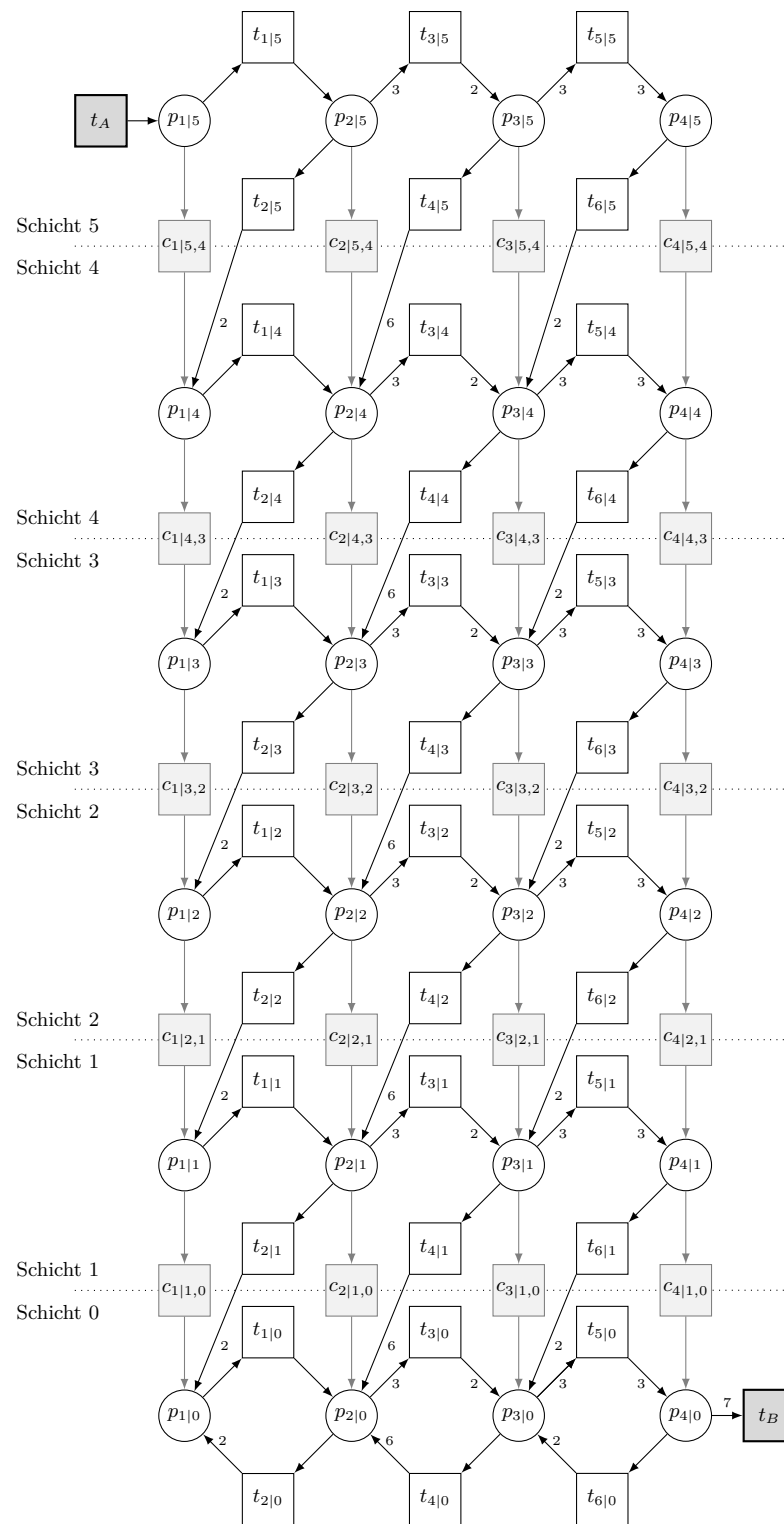 t1|5 t3|5 t5|5
3 2 3 3
tA p1|5 p2|5 p3|5 p4|5
t2|5 t4|5 t6|5
Schicht 5
c1|5,4 c2|5,4 c3|5,4 c4|5,4
Schicht 4
2 t1|4 6 t3|4 2 t5|4
3 2 3 3
p1|4 p2|4 p3|4 p4|4
t2|4 t4|4 t6|4
Schicht 4
c1|4,3 c2|4,3 c3|4,3 c4|4,3
Schicht 3
2 t1|3 6 t3|3 2 t5|3
3 2 3 3
p1|3 p2|3 p3|3 p4|3
t2|3 t4|3 t6|3
Schicht 3
c1|3,2 c2|3,2 c3|3,2 c4|3,2
Schicht 2
2 t1|2 6 t3|2 2 t5|2
3 2 3 3
p1|2 p2|2 p3|2 p4|2
t2|2 t4|2 t6|2
Schicht 2
c1|2,1 c2|2,1 c3|2,1 c4|2,1
Schicht 1
2 t1|1 6 t3|1 2 t5|1
3 2 3 3
p1|1 p2|1 p3|1 p4|1
t2|1 t4|1 t6|1
Schicht 1
c1|1,0 c2|1,0 c3|1,0 c4|1,0
Schicht 0
2 t1|0 6 t3|0 2 t5|0
3 2 3 3
p1|0 p2|0 p3|0 p4|0 7 tB
2 6 2
t2|0 t4|0 t6|0